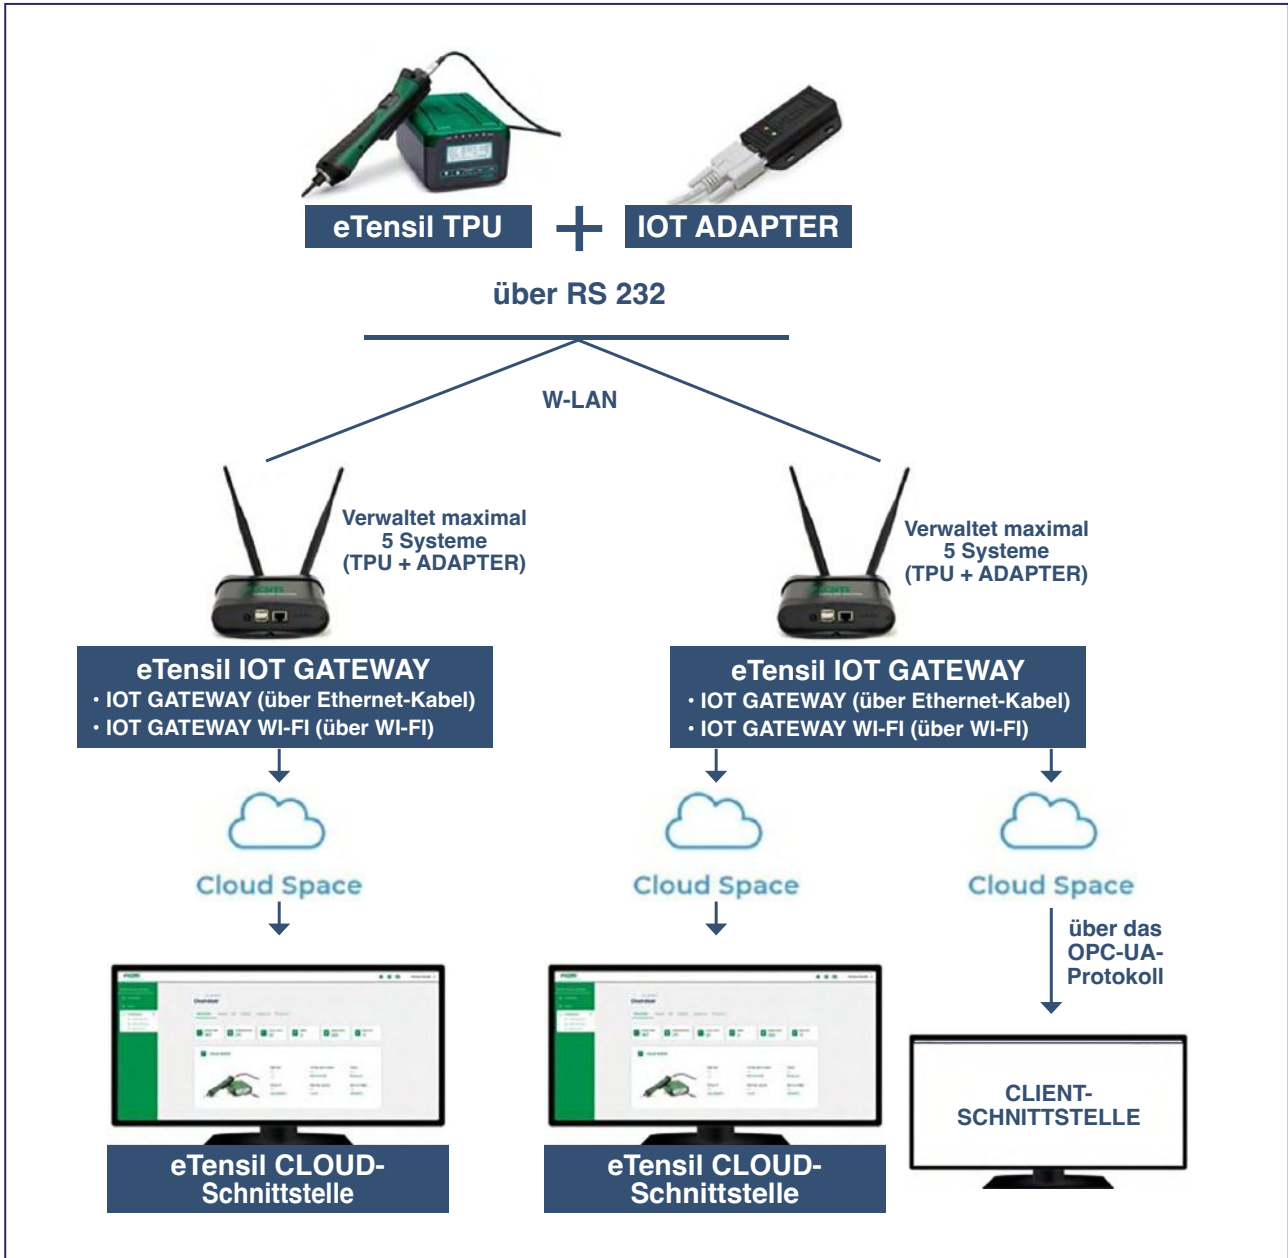 eTensil TPU
IOT ADAPTER
über RS 232
W-LAN
Verwaltet maximal
5 Systeme
(TPU + ADAPTER)
Verwaltet maximal
5 Systeme
(TPU + ADAPTER)
eTensil IOT GATEWAY
• IOT GATEWAY (über Ethernet-Kabel)
• IOT GATEWAY WI-FI (über WI-FI)
eTensil IOT GATEWAY
• IOT GATEWAY (über Ethernet-Kabel)
• IOT GATEWAY WI-FI (über WI-FI)
Cloud Space
Cloud Space
Cloud Space
über das
OPC-UA-
Protokoll
Overview
Overview
CLIENT-
SCHNITTSTELLE
eTensil CLOUD-
Schnittstelle
eTensil CLOUD-
Schnittstelle